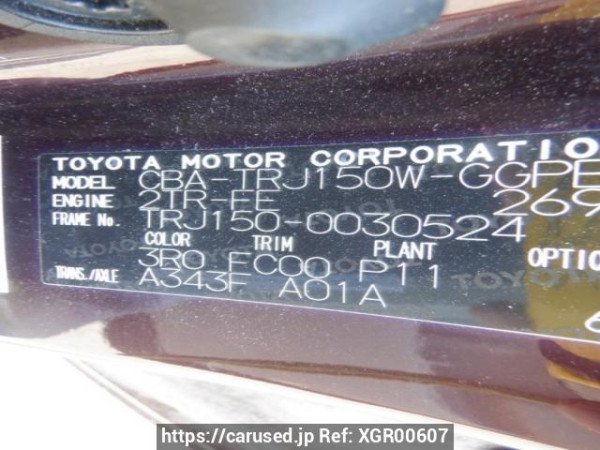 TOYOTA MOTOR CORPORATIO
MODEL CBA-TRJ150W-GGPE
ENGINE 2TR-FE 269
FRAME No. TRJ150-0030524
COLOR TRIM PLANT OPTIO
3R0 FC00 P11
TRANS./AXLE A343F A01A
https://carused.jp Ref: XGR00607